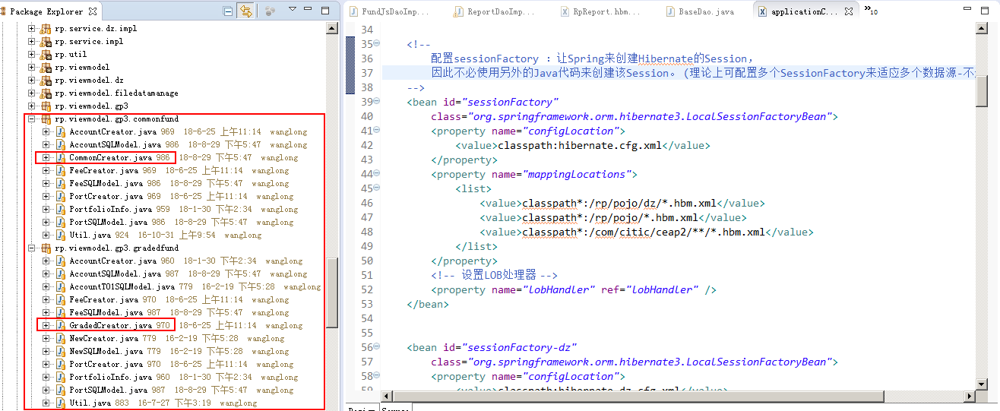 Package Explorer
rp.service.dz.impl
rp.service.impl
rp.util
rp.viewmodel
rp.viewmodel.dz
rp.viewmodel.filedatamanage
rp.viewmodel.gp3
rp.viewmodel.gp3.commonfund
AccountCreator.java 969 18-6-25 上午11:14 wanglong
AccountSQLModel.java 986 18-8-29 下午5:47 wanglong
CommonCreator.java 986 18-8-29 下午5:47 wanglong
FeeCreator.java 969 18-6-25 上午11:14 wanglong
FeeSQLModel.java 986 18-8-29 下午5:47 wanglong
PortCreator.java 969 18-6-25 上午11:14 wanglong
PortfolioInfo.java 959 18-1-30 下午2:34 wanglong
PortSQLModel.java 986 18-8-29 下午5:47 wanglong
Util.java 924 16-10-31 上午9:54 wanglong
rp.viewmodel.gp3.gradedfund
AccountCreator.java 960 18-1-30 下午2:34 wanglong
AccountSQLModel.java 987 18-8-29 下午5:47 wanglong
AccountT01SQLModel.java 779 16-2-19 下午5:28 wanglong
FeeCreator.java 970 18-6-25 上午11:14 wanglong
FeeSQLModel.java 987 18-8-29 下午5:47 wanglong
GradedCreator.java 970 18-6-25 上午11:14 wanglong
NewCreator.java 779 16-2-19 下午5:28 wanglong
NewSQLModel.java 779 16-2-19 下午5:28 wanglong
PortCreator.java 970 18-6-25 上午11:14 wanglong
PortfolioInfo.java 960 18-1-30 下午2:34 wanglong
PortSQLModel.java 987 18-8-29 下午5:47 wanglong
Util.java 883 16-7-27 下午3:19 wanglong
FundJsDaoImp... ReportDaoImp... RpReport.hbm... BaseDao.java applicationC... »10
34
35 <!--
36 配置sessionFactory ：让Spring来创建Hibernate的Session，
37 因此不必使用另外的Java代码来创建该Session。(理论上可配置多个SessionFactory来适应多个数据源-不
38 -->
39 <bean id="sessionFactory"
40 class="org.springframework.orm.hibernate3.LocalSessionFactoryBean">
41 <property name="configLocation">
42 <value>classpath:hibernate.cfg.xml</value>
43 </property>
44 <property name="mappingLocations">
45 <list>
46 <value>classpath*:/rp/pojo/dz/*.hbm.xml</value>
47 <value>classpath*:/rp/pojo/*.hbm.xml</value>
48 <value>classpath*:/com/citic/ceap2/**/*.hbm.xml</value>
49 </list>
50 </property>
51 <!-- 设置LOB处理器 -->
52 <property name="lobHandler" ref="lobHandler" />
53 </bean>
54
55
56 <bean id="sessionFactory-dz"
57 class="org.springframework.orm.hibernate3.LocalSessionFactoryBean">
58 <property name="configLocation">
59 <value>classpath:hibernate-dz.cfg.xml</value>